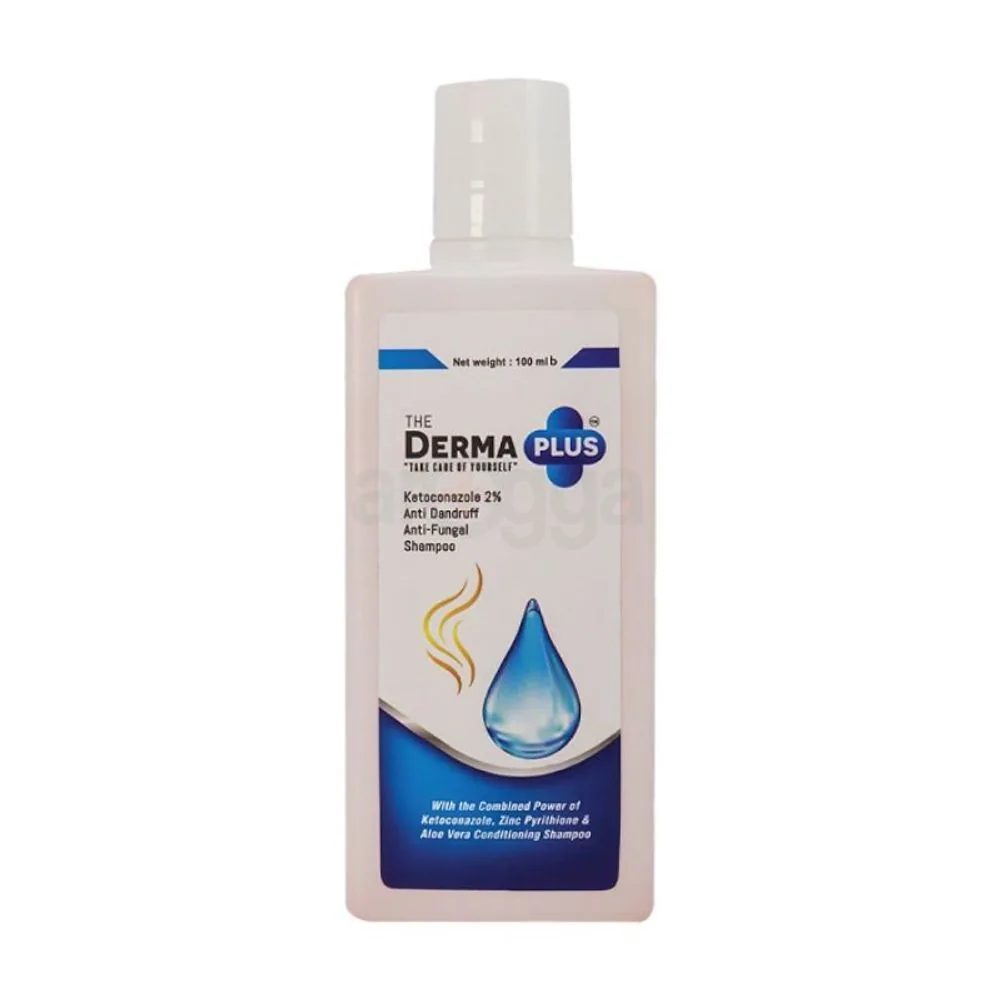 Net weight : 100 ml b
THE
DERMA PLUS
"TAKE CARE OF YOURSELF"
Ketoconazole 2%
Anti Dandruff
Anti-Fungal
Shampoo
arogga
With the Combined Power of
Ketoconazole, Zinc Pyrithione &
Aloe Vera Conditioning Shampoo